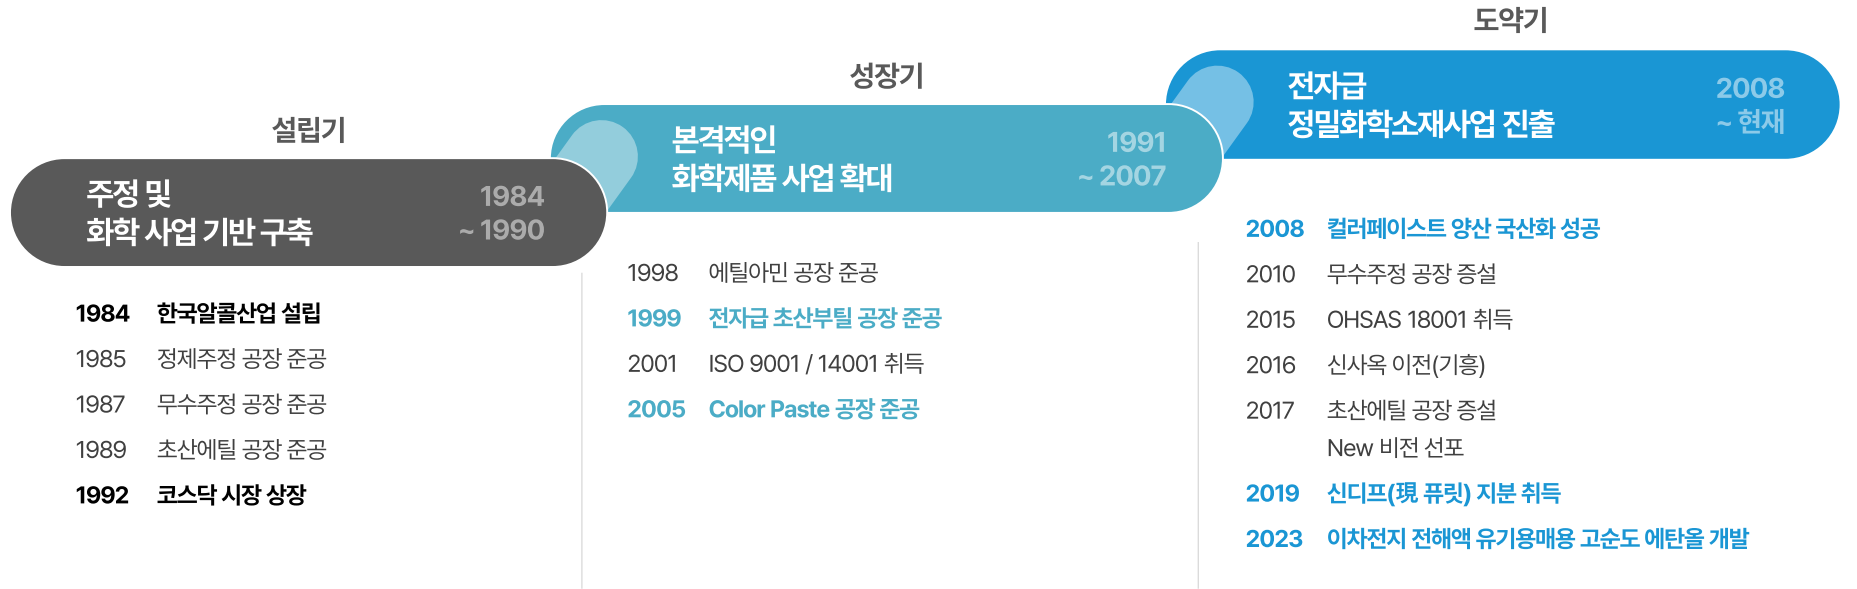 설립기
주정 및
화학 사업 기반 구축
1984
~ 1990
1984 한국알콜산업 설립
1985 정제주정 공장 준공
1987 무수주정 공장 준공
1989 초산에틸 공장 준공
1992 코스닥 시장 상장
성장기
본격적인
화학제품 사업 확대
1991
~ 2007
1998 에틸아민 공장 준공
1999 전자급 초산부틸 공장 준공
2001 ISO 9001 / 14001 취득
2005 Color Paste 공장 준공
도약기
전자급
정밀화학소재사업 진출
2008
~ 현재
2008 컬러페이스트 양산 국산화 성공
2010 무수주정 공장 증설
2015 OHSAS 18001 취득
2016 신사옥 이전(기흥)
2017 초산에틸 공장 증설
New 비전 선포
2019 신디프(現 퓨릿) 지분 취득
2023 이차전지 전해액 유기용매용 고순도 에탄올 개발